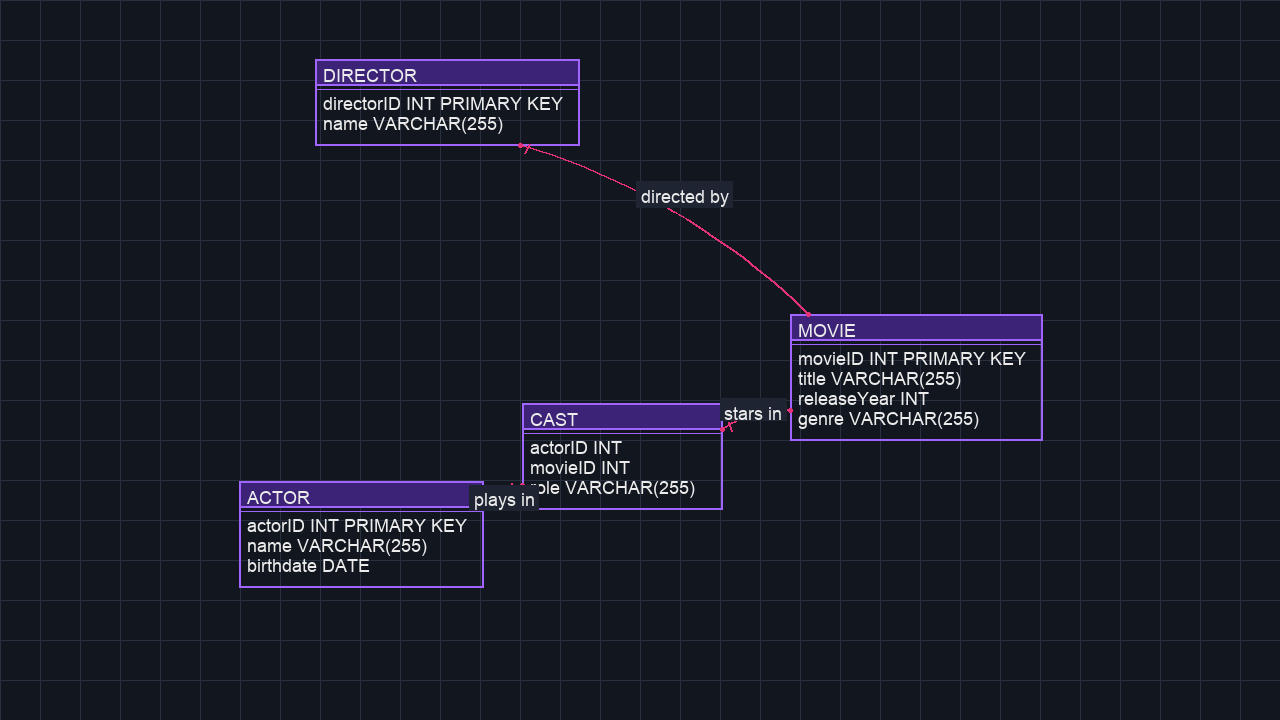 DIRECTOR
directorID INT PRIMARY KEY
name VARCHAR(255)
directed by
MOVIE
movieID INT PRIMARY KEY
title VARCHAR(255)
releaseYear INT
genre VARCHAR(255)
stars in
CAST
actorID INT
movieID INT
role VARCHAR(255)
plays in
ACTOR
actorID INT PRIMARY KEY
name VARCHAR(255)
birthdate DATE